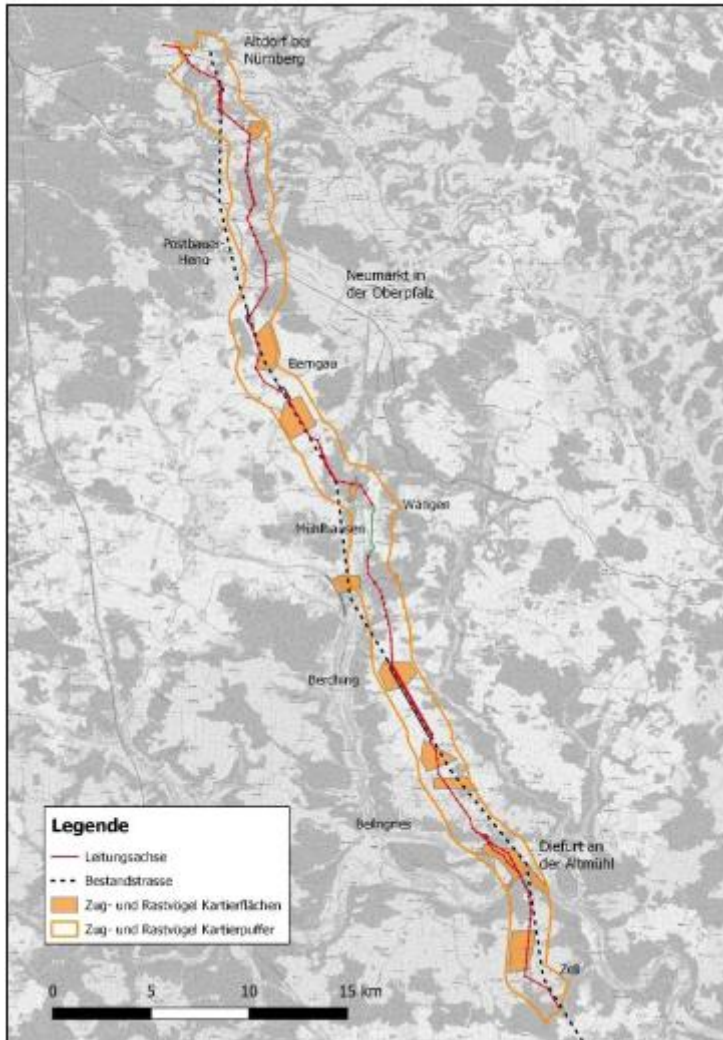 Altdorf bei
Nürnberg
Postbauer-
Heng
Neumarkt in
der Oberpfalz
Berngau
Wangen
Mühlhausen
Berching
Beilngries
Diefurt an
der Altmühl
Zell
Legende
Leitungsachse
Bestandstrasse
Zug- und Rastvögel Kartierflächen
Zug- und Rastvögel Kartierpuffer
0 5 10 15 km